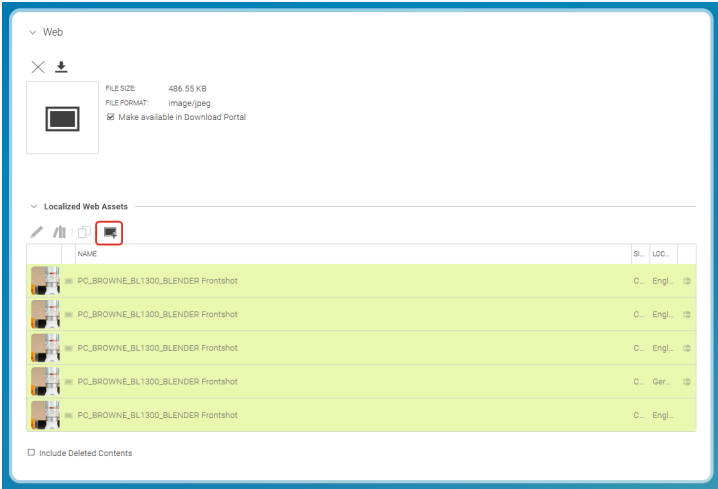 Web
FILE SIZE: 486.55 KB
FILE FORMAT: image/jpeg
Make available in Download Portal
Localized Web Assets
NAME SI... LOC...
PC_BROWNE_BL1300_BLENDER Frontshot C... Engl...
PC_BROWNE_BL1300_BLENDER Frontshot C... Engl...
PC_BROWNE_BL1300_BLENDER Frontshot C... Engl...
PC_BROWNE_BL1300_BLENDER Frontshot C... Ger...
PC_BROWNE_BL1300_BLENDER Frontshot C... Engl...
Include Deleted Contents